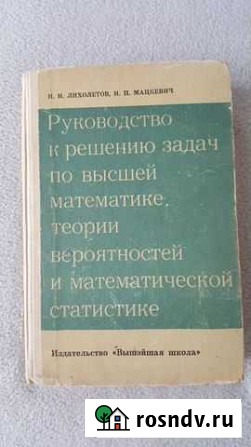 И. И. ЛИХОЛЕТОВ, И. П. МАЦКЕВИЧ
Руководство
к решению задач
по высшей
математике,
теории
вероятностей
и математической
статистике
Издательство «Вышэйшая школа»
rosndv.ru